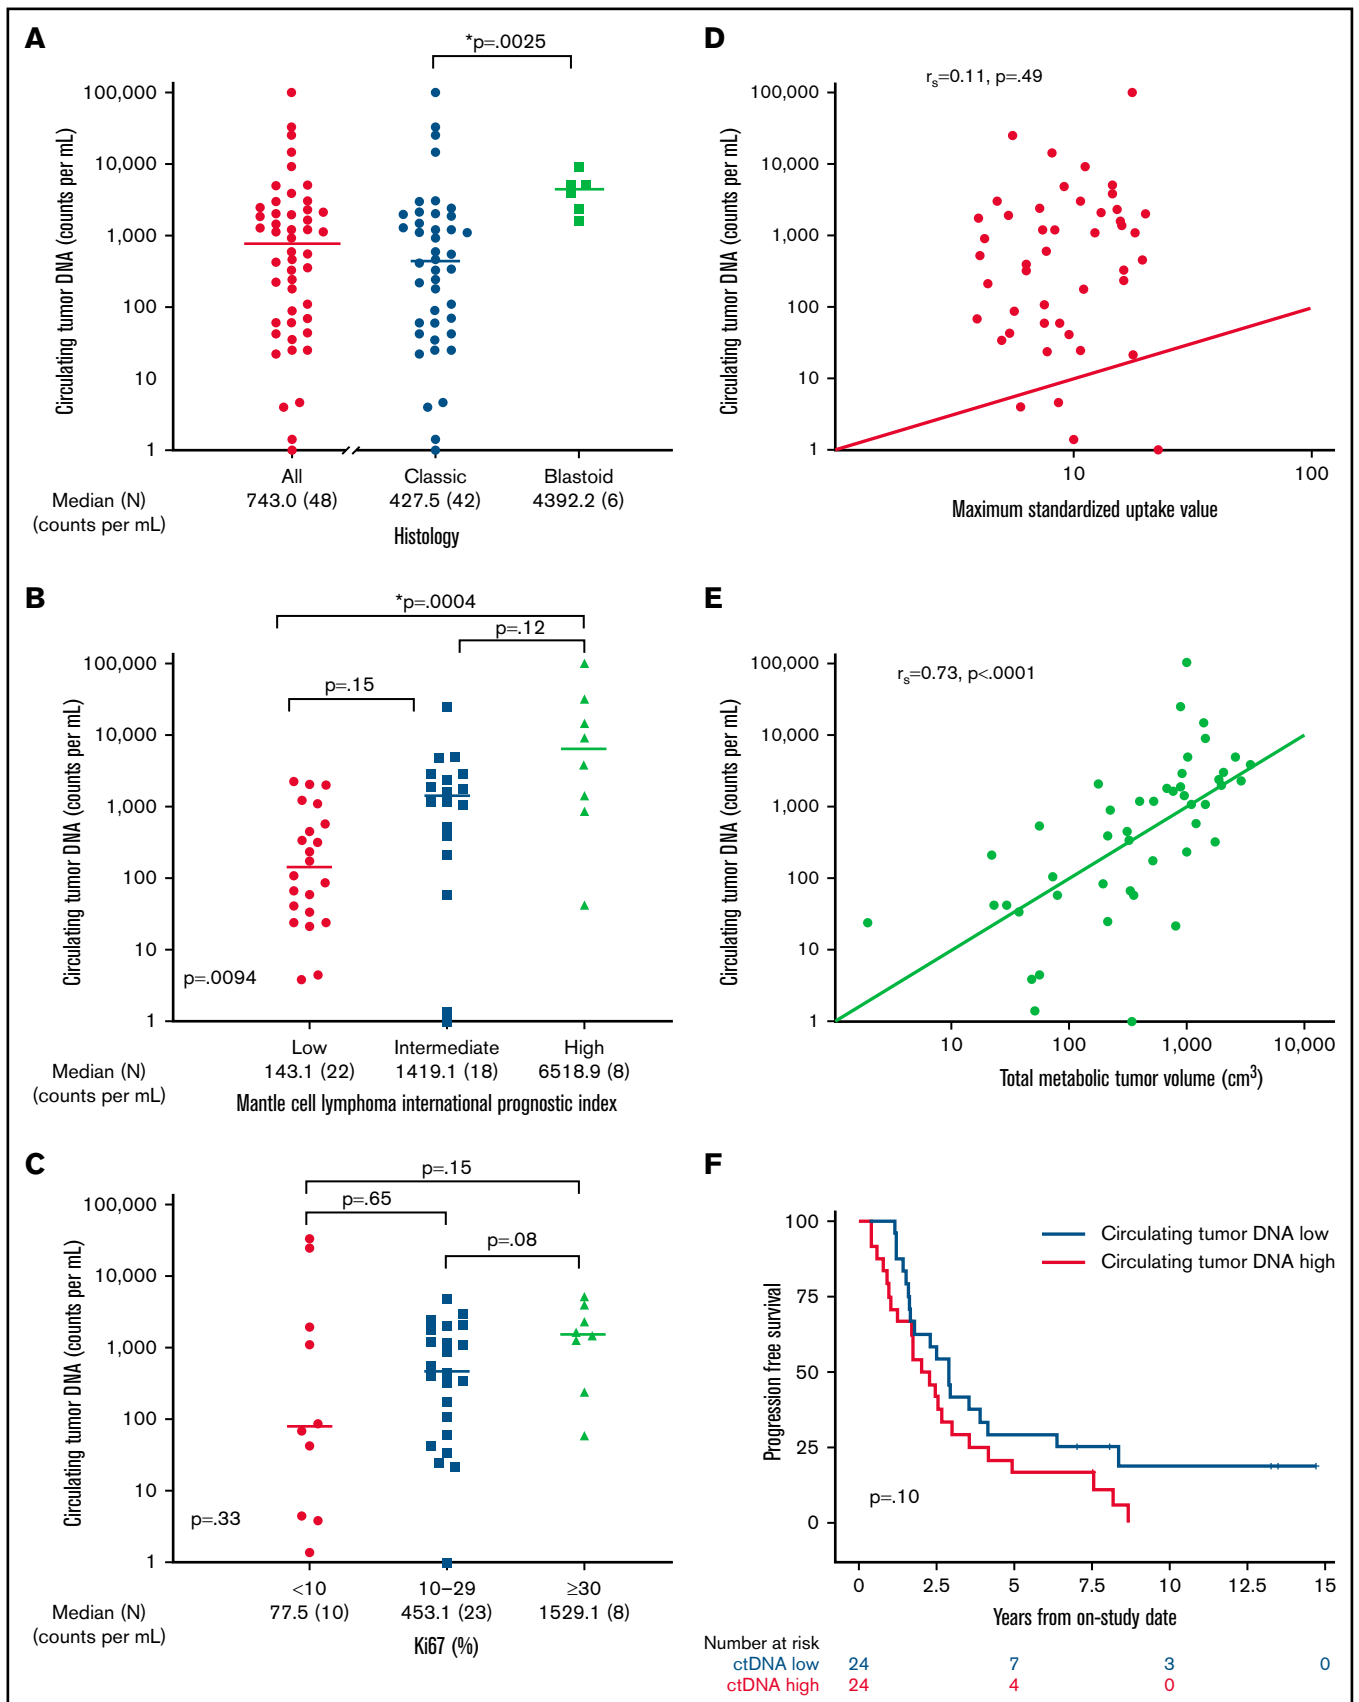 A
*p=.0025
100,000
10,000
1,000
100
10
1
Circulating tumor DNA (counts per mL)
All Classic Blastoid
Median (N) 743.0 (48) 427.5 (42) 4392.2 (6)
(counts per mL)
Histology
B
*p=.0004
p=.12
p=.15
100,000
10,000
1,000
100
10
1
Circulating tumor DNA (counts per mL)
p=.0094
Low Intermediate High
Median (N) 143.1 (22) 1419.1 (18) 6518.9 (8)
(counts per mL)
Mantle cell lymphoma international prognostic index
C
p=.15
p=.65
p=.08
100,000
10,000
1,000
100
10
1
Circulating tumor DNA (counts per mL)
p=.33
<10 10–29 ≥30
Median (N) 77.5 (10) 453.1 (23) 1529.1 (8)
(counts per mL)
Ki67 (%)
D
rs=0.11, p=.49
100,000
10,000
1,000
100
10
1
Circulating tumor DNA (counts per mL)
10 100
Maximum standardized uptake value
E
rs=0.73, p<.0001
100,000
10,000
1,000
100
10
1
Circulating tumor DNA (counts per mL)
10 100 1,000 10,000
Total metabolic tumor volume (cm3)
F
100
75
50
25
0
Progression free survival
Circulating tumor DNA low
Circulating tumor DNA high
p=.10
0 2.5 5 7.5 10 12.5 15
Years from on-study date
Number at risk
ctDNA low 24 7 3 0
ctDNA high 24 4 0